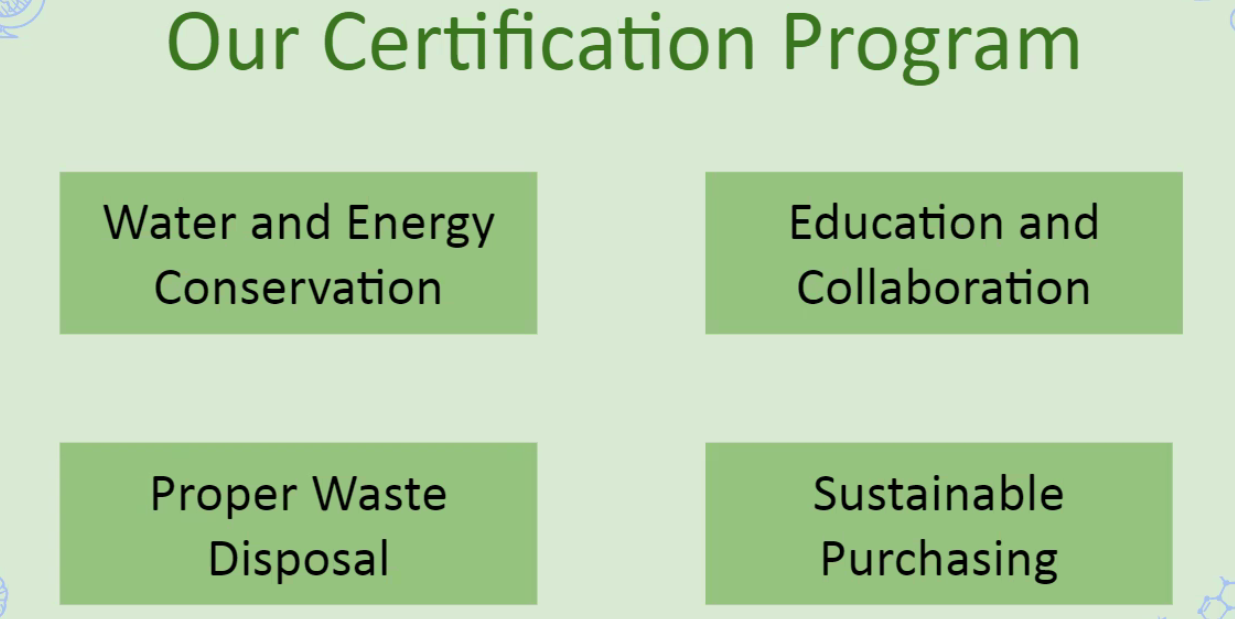 Our Certification Program
Water and Energy
Conservation
Education and
Collaboration
Proper Waste
Disposal
Sustainable
Purchasing